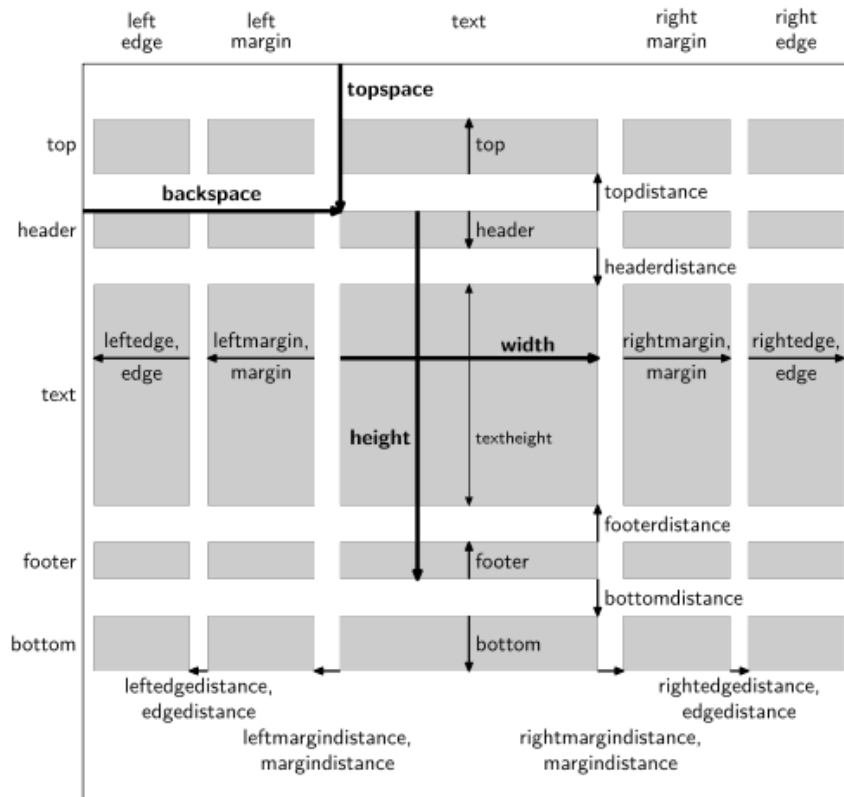 left
edge
left
margin
text
right
margin
right
edge
topspace
top
top
backspace
topdistance
header
header
headerdistance
leftedge,
edge
leftmargin,
margin
width
rightmargin,
margin
rightedge,
edge
text
height
textheight
footerdistance
footer
footer
bottomdistance
bottom
bottom
leftedgedistance,
edgedistance
rightedgedistance,
edgedistance
leftmargindistance,
margindistance
rightmargindistance,
margindistance